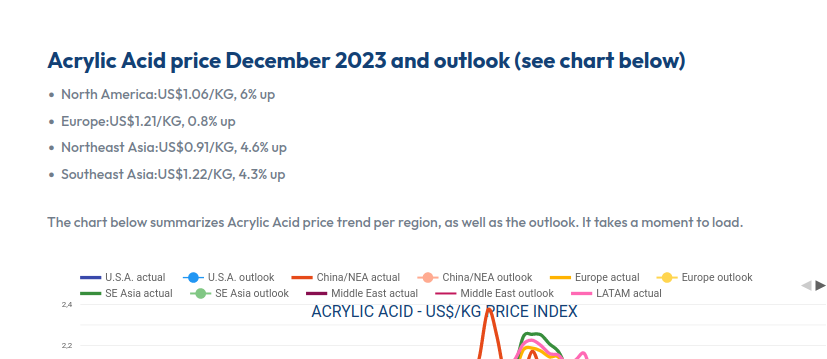 Acrylic Acid price December 2023 and outlook (see chart below)
• North America:US$1.06/KG, 6% up
• Europe:US$1.21/KG, 0.8% up
• Northeast Asia:US$0.91/KG, 4.6% up
• Southeast Asia:US$1.22/KG, 4.3% up
The chart below summarizes Acrylic Acid price trend per region, as well as the outlook. It takes a moment to load.
U.S.A. actual U.S.A. outlook China/NEA actual China/NEA outlook Europe actual Europe outlook
SE Asia actual SE Asia outlook Middle East actual Middle East outlook LATAM actual
2,4
ACRYLIC ACID - US$/KG PRICE INDEX
2,2